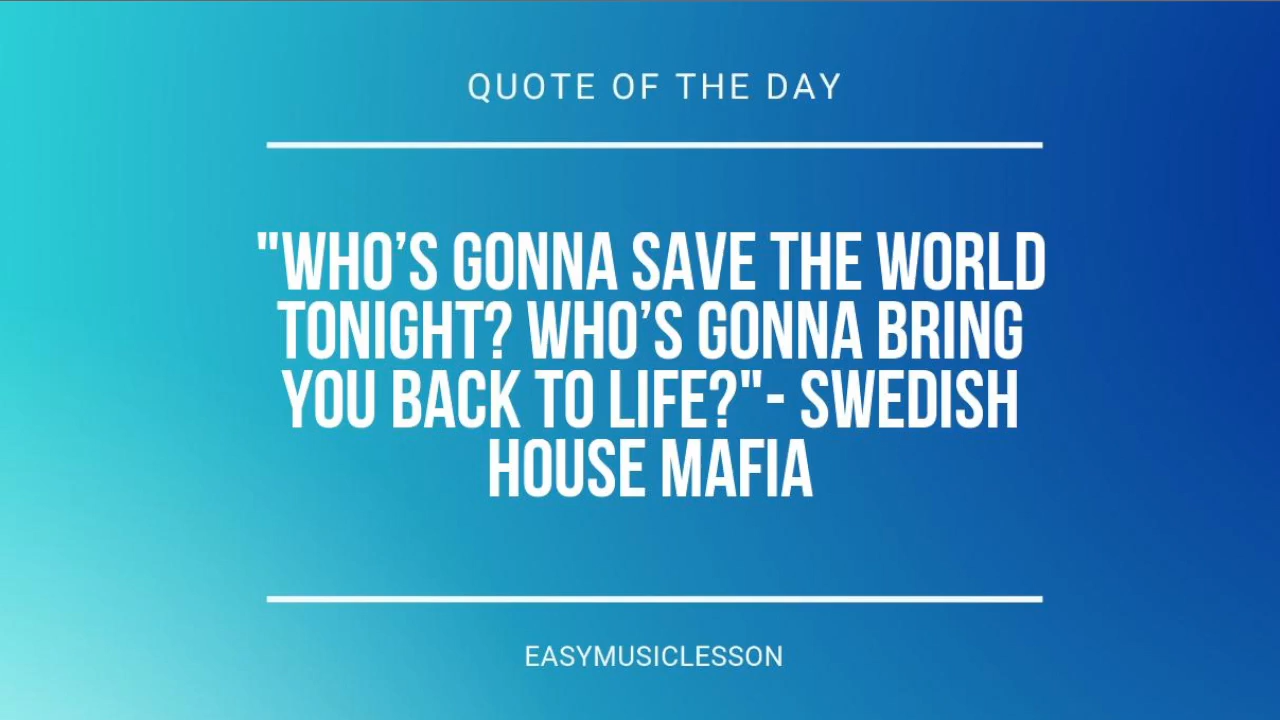 QUOTE OF THE DAY
"WHO’S GONNA SAVE THE WORLD
TONIGHT? WHO’S GONNA BRING
YOU BACK TO LIFE?"- SWEDISH
HOUSE MAFIA
EASYMUSICLESSON